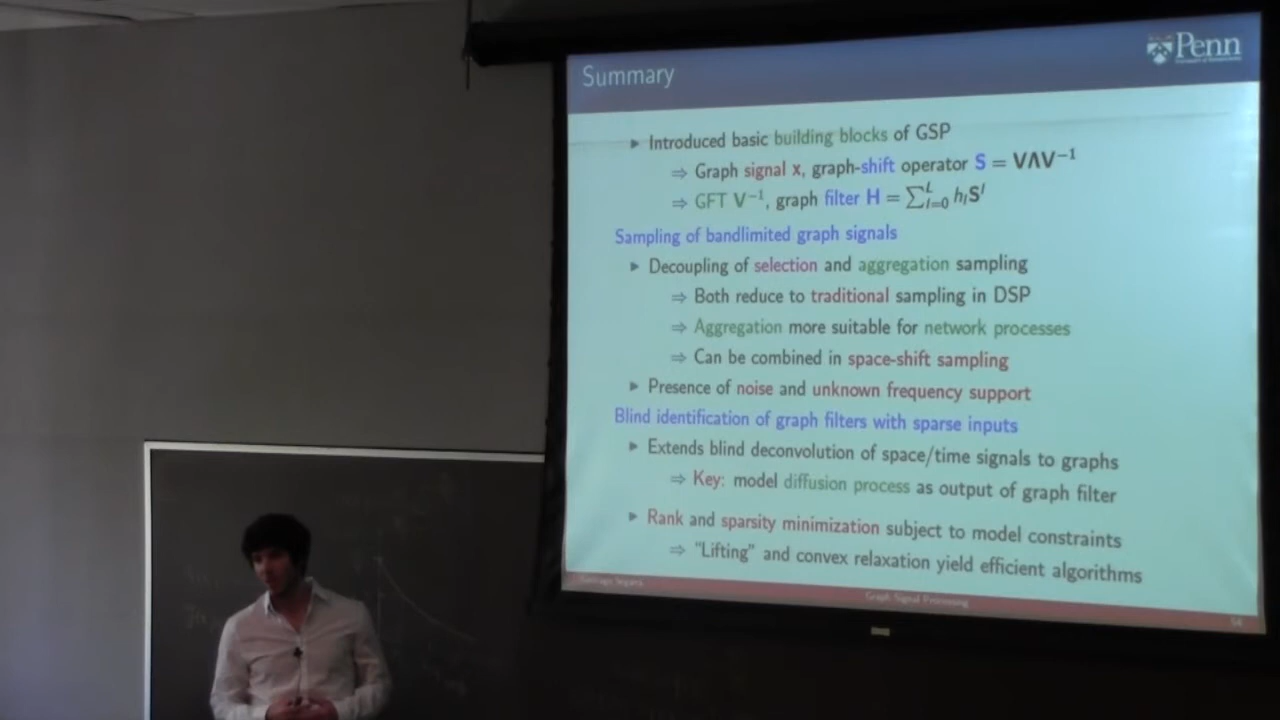 Summary
Penn
▶ Introduced basic building blocks of GSP
⇒ Graph signal x, graph-shift operator S = VΛV⁻¹
⇒ GFT V⁻¹, graph filter H = ∑ᴸₗ₌₀ hₗSˡ
Sampling of bandlimited graph signals
▶ Decoupling of selection and aggregation sampling
⇒ Both reduce to traditional sampling in DSP
⇒ Aggregation more suitable for network processes
⇒ Can be combined in space-shift sampling
▶ Presence of noise and unknown frequency support
Blind identification of graph filters with sparse inputs
▶ Extends blind deconvolution of space/time signals to graphs
⇒ Key: model diffusion process as output of graph filter
▶ Rank and sparsity minimization subject to model constraints
⇒ "Lifting" and convex relaxation yield efficient algorithms
Santiago Segarra
Graph Signal Processing